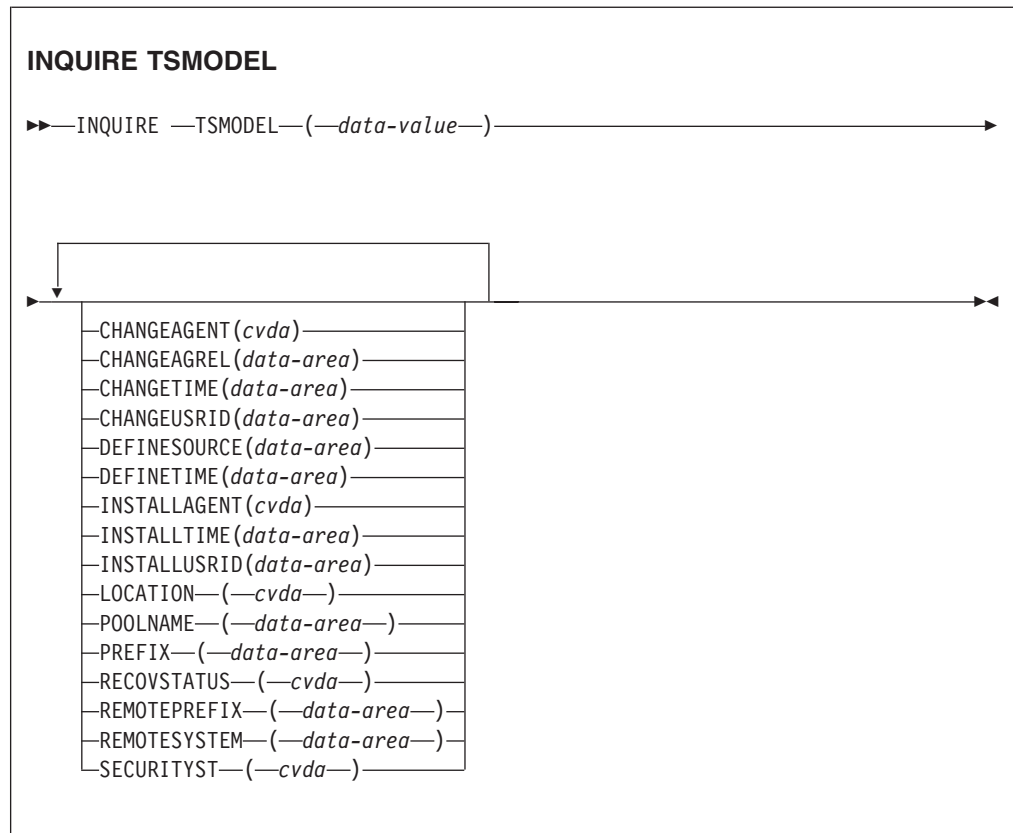 INQUIRE TSMODEL
INQUIRE TSMODEL ( data-value )
CHANGEAGENT(cvda)
CHANGEAGREL(data-area)
CHANGETIME(data-area)
CHANGEUSRID(data-area)
DEFINESOURCE(data-area)
DEFINETIME(data-area)
INSTALLAGENT(cvda)
INSTALLTIME(data-area)
INSTALLUSRID(data-area)
LOCATION ( cvda )
POOLNAME ( data-area )
PREFIX ( data-area )
RECOVSTATUS ( cvda )
REMOTEPREFIX ( data-area )
REMOTESYSTEM ( data-area )
SECURITYST ( cvda )